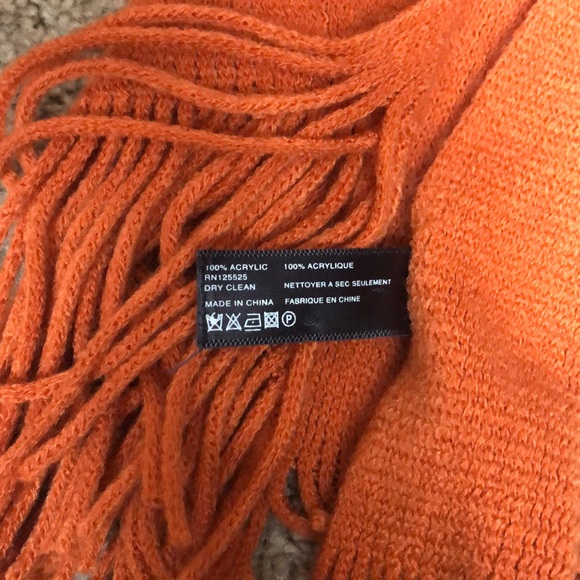 100% ACRYLIC 100% ACRYLIQUE
RN125525
DRY CLEAN NETTOYER A SEC SEULEMENT
MADE IN CHINA FABRIQUE EN CHINE
P